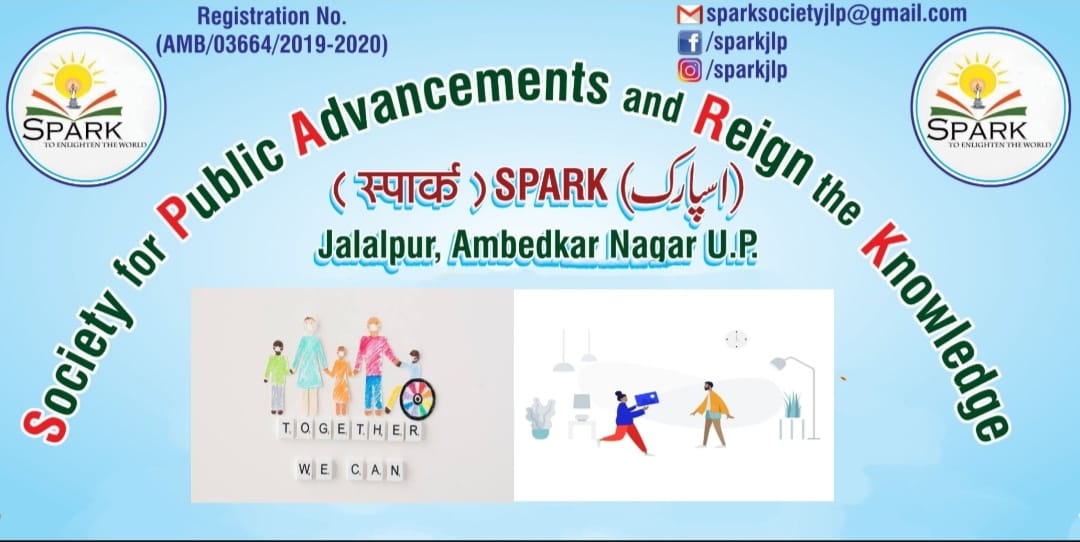 Registration No.
(AMB/03664/2019-2020)
sparksocietyjlp@gmail.com
/sparkjlp
/sparkjlp
SPARK
TO ENLIGHTEN THE WORLD
SPARK
TO ENLIGHTEN THE WORLD
Society for Public Advancements and Reign the Knowledge
( स्पार्क ) SPARK (اسپارک)
Jalalpur, Ambedkar Nagar U.P.
TOGETHER
WE CAN